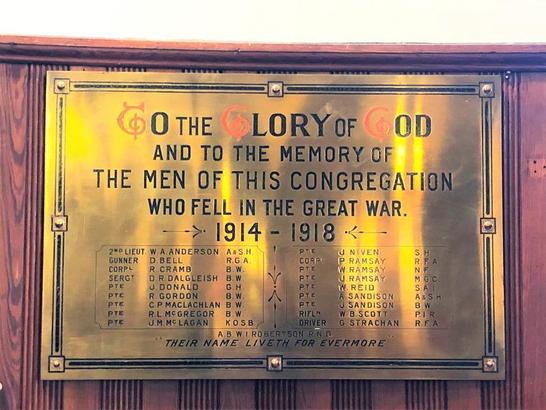 TO THE GLORY OF GOD
AND TO THE MEMORY OF
THE MEN OF THIS CONGREGATION
WHO FELL IN THE GREAT WAR.
1914 - 1918
2ND LIEUT W.A.ANDERSON A&S.H
GUNNER D BELL R.G.A.
CORPL R.CRAMB B.W.
SERGT D.R.DALGLEISH B.W.
PTE J.DONALD G.H
PTE R.GORDON B.W.
PTE C.P.MACLACHLAN B.W.
PTE R.L.McGREGOR B.W.
PTE J.M.McLAGAN K.O.S.B
PTE J.NIVEN S.H
CORPL P.RAMSAY R.F.A
PTE W.RAMSAY N.F
PTE J.RAMSAY M.G.C
PTE W.REID S.A.I
PTE A.SANDISON A&S.H
PTE J.SANDISON B.W
RIFLN W.B.SCOTT P.I.R
DRIVER G STRACHAN R.F.A.
A.B.W.I ROBERTSON R.N.D.
"THEIR NAME LIVETH FOR EVERMORE